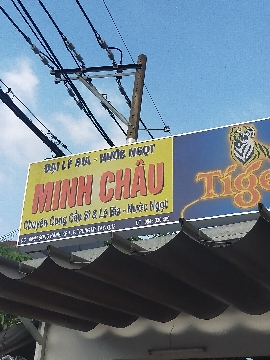 ĐẠI LÝ BIA - NƯỚC NGỌT
MINH CHÂU
Chuyên Cung Cấp Sỉ & Lẻ Bia - Nước Ngọt
Tiger